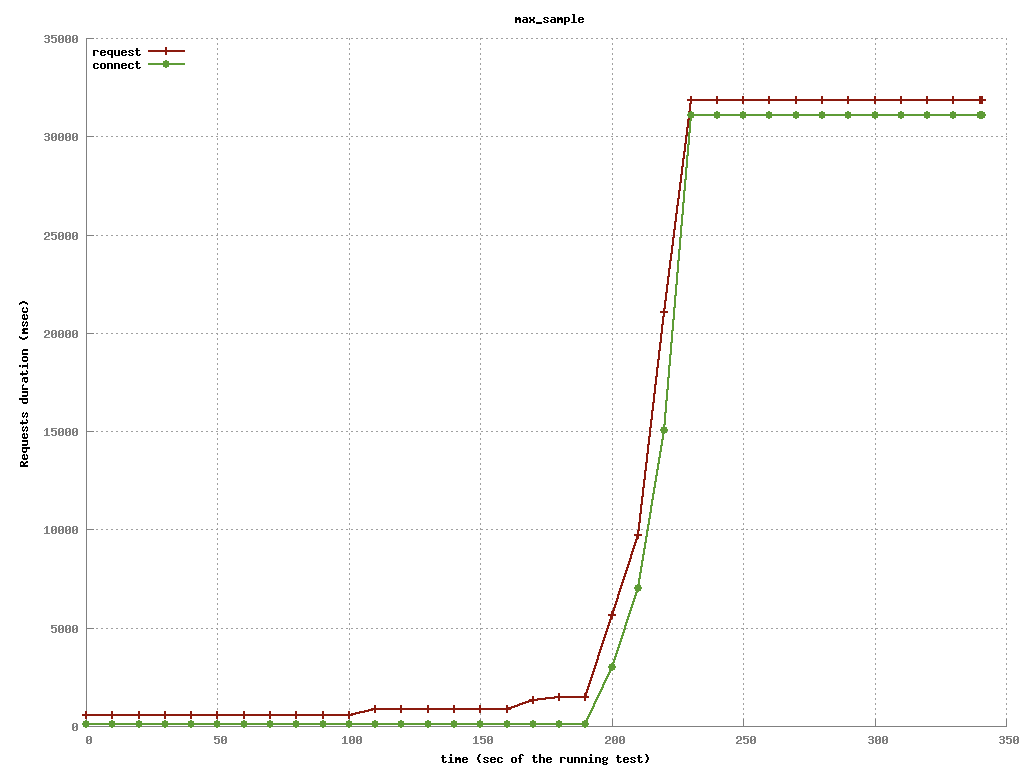 max_sample
35000
request
connect
30000
25000
20000
15000
10000
5000
0
Requests duration (msec)
0 50 100 150 200 250 300 350
time (sec of the running test)